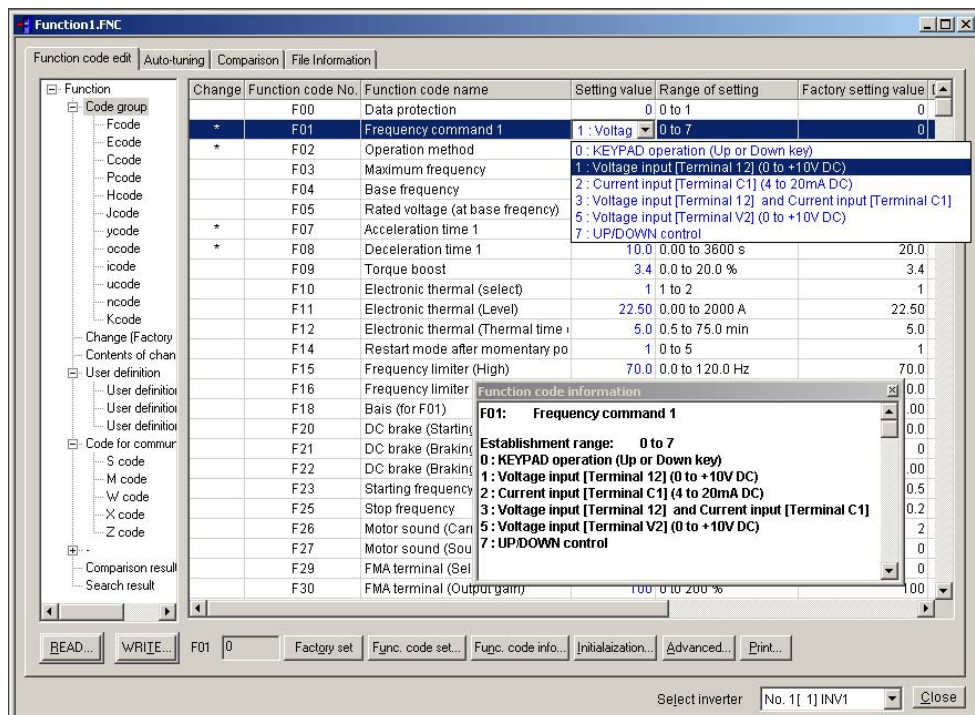 Function1.FNC
Function code edit Auto-tuning Comparison File Information
Function
Code group
Fcode
Ecode
Ccode
Pcode
Hcode
Jcode
ycode
ocode
icode
ucode
ncode
Kcode
Change (Factory
Contents of chan
User definition
User definition
User definition
User definition
Code for commur
S code
M code
W code
X code
Z code
-
Comparison result
Search result
Change Function code No. Function code name Setting value Range of setting Factory setting value
F00 Data protection 0 0 to 1 0
* F01 Frequency command 1 1 : Voltag 0 to 7 0
* F02 Operation method
F03 Maximum frequency
F04 Base frequency
F05 Rated voltage (at base freqency)
* F07 Acceleration time 1
* F08 Deceleration time 1 10.0 0.00 to 3600 s 20.0
F09 Torque boost 3.4 0.0 to 20.0 % 3.4
F10 Electronic thermal (select) 1 1 to 2 1
F11 Electronic thermal (Level) 22.50 0.00 to 2000 A 22.50
F12 Electronic thermal (Thermal time 5.0 0.5 to 75.0 min 5.0
F14 Restart mode after momentary po 1 0 to 5 1
F15 Frequency limiter (High) 70.0 0.0 to 120.0 Hz 70.0
F16 Frequency limiter 0.0
F18 Bais (for F01) .00
F20 DC brake (Starting 0.0
F21 DC brake (Braking 0
F22 DC brake (Braking .00
F23 Starting frequency 0.5
F25 Stop frequency 0.2
F26 Motor sound (Carr 2
F27 Motor sound (Sou 0
F29 FMA terminal (Sel 0
F30 FMA terminal (Output gain) 100 0 to 200 % 100
0 : KEYPAD operation (Up or Down key)
1 : Voltage input [Terminal 12] (0 to +10V DC)
2 : Current input [Terminal C1] (4 to 20mA DC)
3 : Voltage input [Terminal 12] and Current input [Terminal C1]
5 : Voltage input [Terminal V2] (0 to +10V DC)
7 : UP/DOWN control
Function code information
F01: Frequency command 1
Establishment range: 0 to 7
0 : KEYPAD operation (Up or Down key)
1 : Voltage input [Terminal 12] (0 to +10V DC)
2 : Current input [Terminal C1] (4 to 20mA DC)
3 : Voltage input [Terminal 12] and Current input [Terminal C1]
5 : Voltage input [Terminal V2] (0 to +10V DC)
7 : UP/DOWN control
READ... WRITE... F01 0 Factory set Func. code set... Func. code info... Initialaization... Advanced... Print...
Select inverter No. 1[ 1] INV1 Close